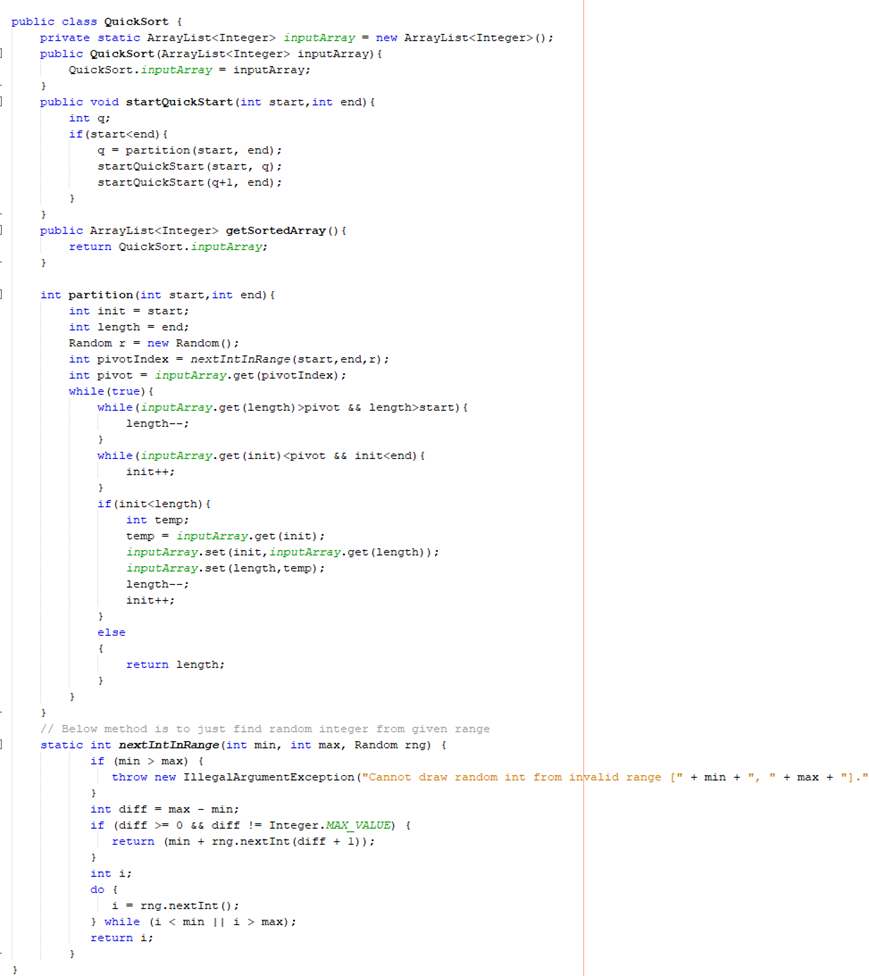 public class QuickSort {
    private static ArrayList<Integer> inputArray = new ArrayList<Integer>();
    public QuickSort(ArrayList<Integer> inputArray){
        QuickSort.inputArray = inputArray;
    }
    public void startQuickStart(int start,int end){
        int q;
        if(start<end){
            q = partition(start, end);
            startQuickStart(start, q);
            startQuickStart(q+1, end);
        }
    }
    public ArrayList<Integer> getSortedArray(){
        return QuickSort.inputArray;
    }

    int partition(int start,int end){
        int init = start;
        int length = end;
        Random r = new Random();
        int pivotIndex = nextIntInRange(start,end,r);
        int pivot = inputArray.get(pivotIndex);
        while(true){
            while(inputArray.get(length)>pivot && length>start){
                length--;
            }
            while(inputArray.get(init)<pivot && init<end){
                init++;
            }
            if(init<length){
                int temp;
                temp = inputArray.get(init);
                inputArray.set(init,inputArray.get(length));
                inputArray.set(length,temp);
                length--;
                init++;
            }
            else
            {
                return length;
            }
        }
    }
    // Below method is to just find random integer from given range
    static int nextIntInRange(int min, int max, Random rng) {
           if (min > max) {
              throw new IllegalArgumentException("Cannot draw random int from invalid range [" + min + ", " + max + "]."
           }
           int diff = max - min;
           if (diff >= 0 && diff != Integer.MAX_VALUE) {
              return (min + rng.nextInt(diff + 1));
           }
           int i;
           do {
              i = rng.nextInt();
           } while (i < min || i > max);
           return i;
        }
}